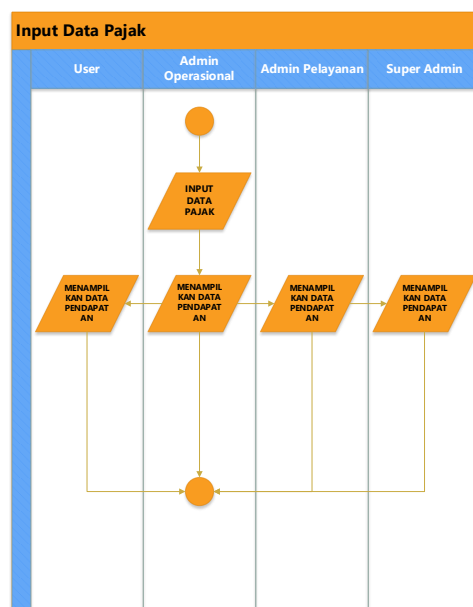 Input Data Pajak
User
Admin
Operasional
Admin Pelayanan
Super Admin
INPUT
DATA
PAJAK
MENAMPIL
KAN DATA
PENDAPAT
AN
MENAMPIL
KAN DATA
PENDAPAT
AN
MENAMPIL
KAN DATA
PENDAPAT
AN
MENAMPIL
KAN DATA
PENDAPAT
AN